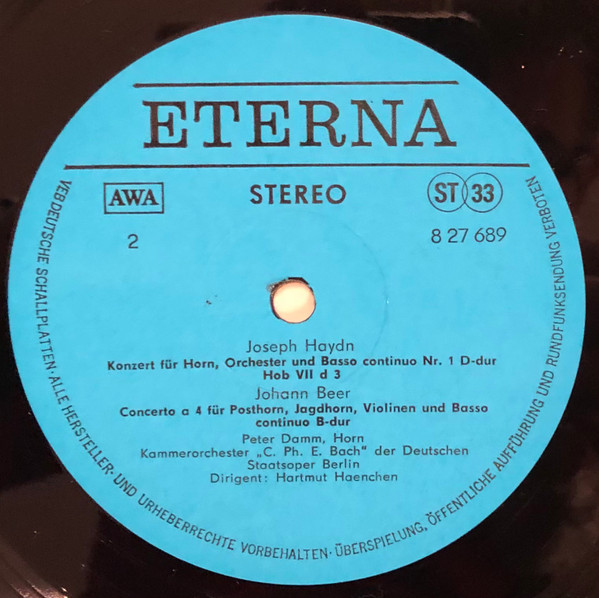 ETERNA
AWA
STEREO
ST 33
2
8 27 689
Joseph Haydn
Konzert für Horn, Orchester und Basso continuo Nr. 1 D-dur
Hob VII d 3
Johann Beer
Concerto a 4 für Posthorn, Jagdhorn, Violinen und Basso
continuo B-dur
Peter Damm, Horn
Kammerorchester „C. Ph. E. Bach" der Deutschen
Staatsoper Berlin
Dirigent: Hartmut Haenchen
VEB DEUTSCHE SCHALLPLATTEN · ALLE HERSTELLER- UND URHEBERRECHTE VORBEHALTEN · ÜBERSPIELUNG, ÖFFENTLICHE AUFFÜHRUNG UND RUNDFUNKSENDUNG VERBOTEN